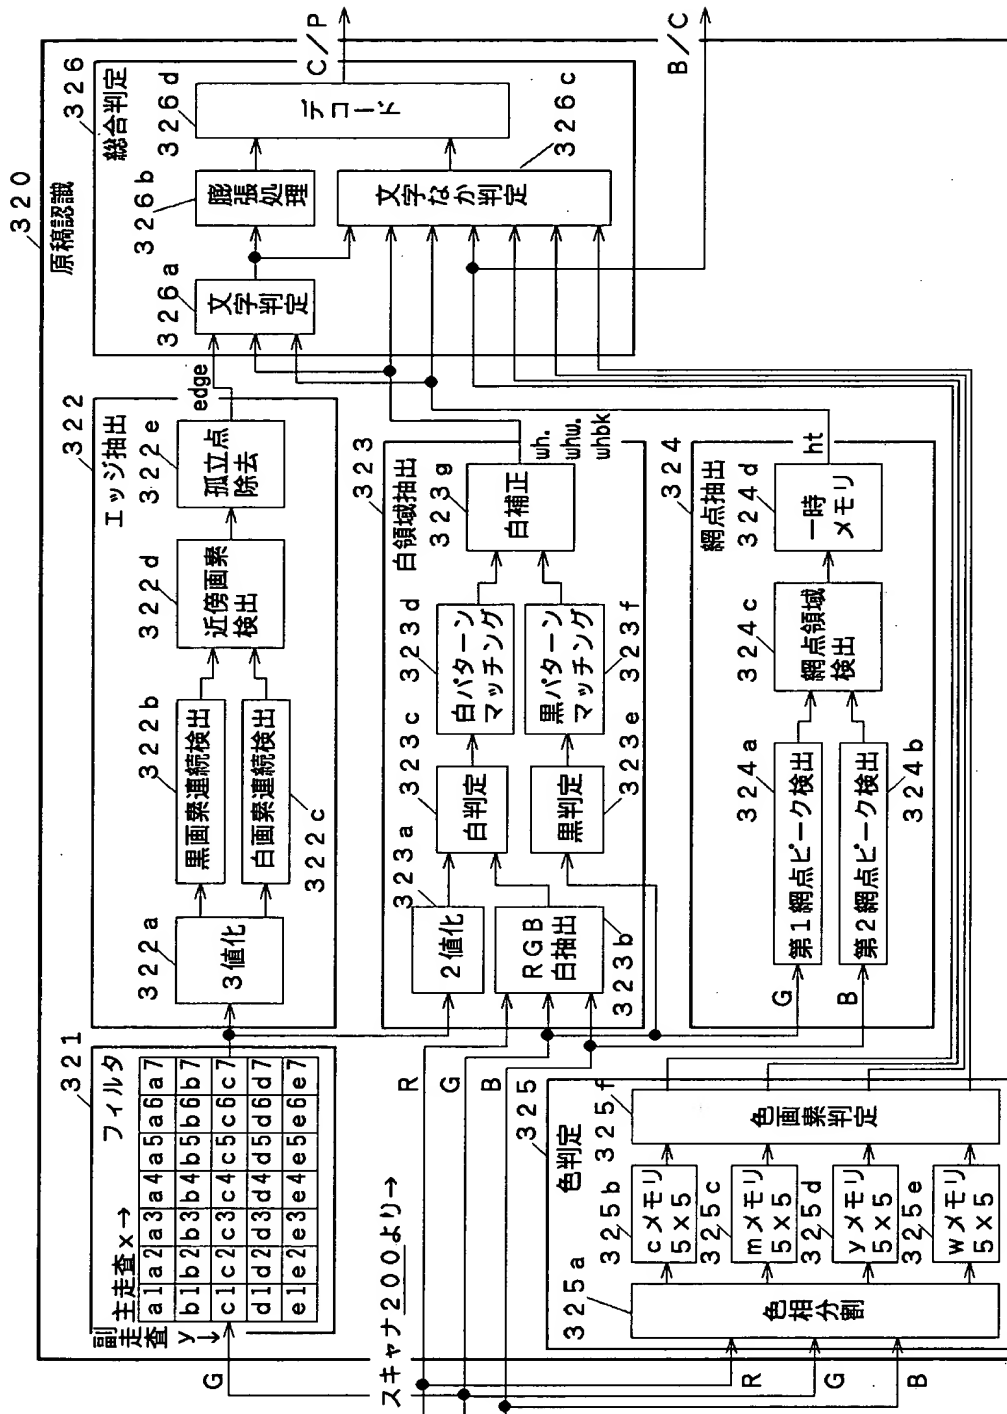 320
原稿認識
321
フィルタ
副走査 y ↓
主走査 x →
a1 a2 a3 a4 a5 a6 a7
b1 b2 b3 b4 b5 b6 b7
c1 c2 c3 c4 c5 c6 c7
d1 d2 d3 d4 d5 d6 d7
e1 e2 e3 e4 e5 e6 e7
G
スキャナ200より→
R
G
B
322
エッジ抽出
322a
3値化
322b
黒画素連続検出
白画素連続検出
322c
322d
近傍画素
検出
322e
孤立点
除去
edge
323
白領域抽出
323a
2値化
RGB
白抽出
323b
323c
白判定
黒判定
323e
323d
白パターン
マッチング
黒パターン
マッチング
323f
323g
白補正
wh.
whw.
whbk
324
網点抽出
G
B
324a
第1網点ピーク検出
第2網点ピーク検出
324b
324c
網点領域
検出
324d
一時
メモリ
ht
325
色判定
R
G
B
325a
色相分割
325b
cメモリ
5×5
325c
mメモリ
5×5
325d
yメモリ
5×5
325e
wメモリ
5×5
325f
色画素判定
326
総合判定
326a
文字
判定
326b
膨張
処理
文字なか判定
326c
326d
デコード
C/P
B/C